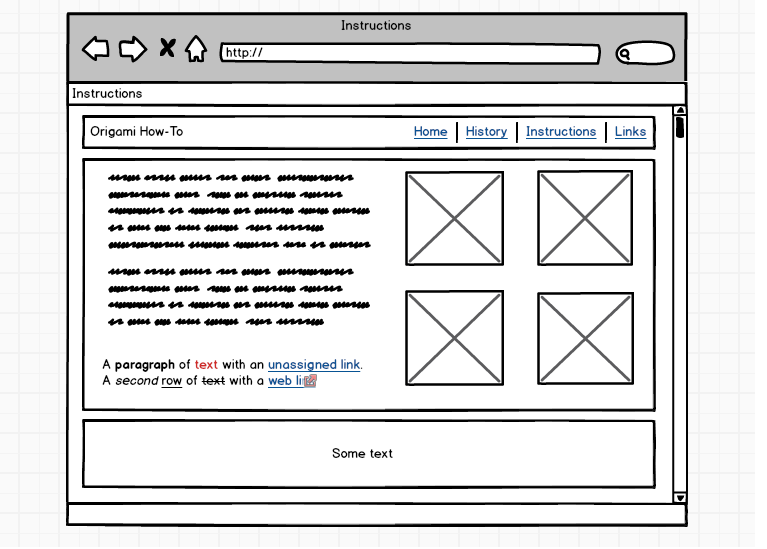 Instructions
http://
Instructions
Origami How-To
Home | History | Instructions | Links
A paragraph of text with an unassigned link.
A second row of text with a web li
Some text